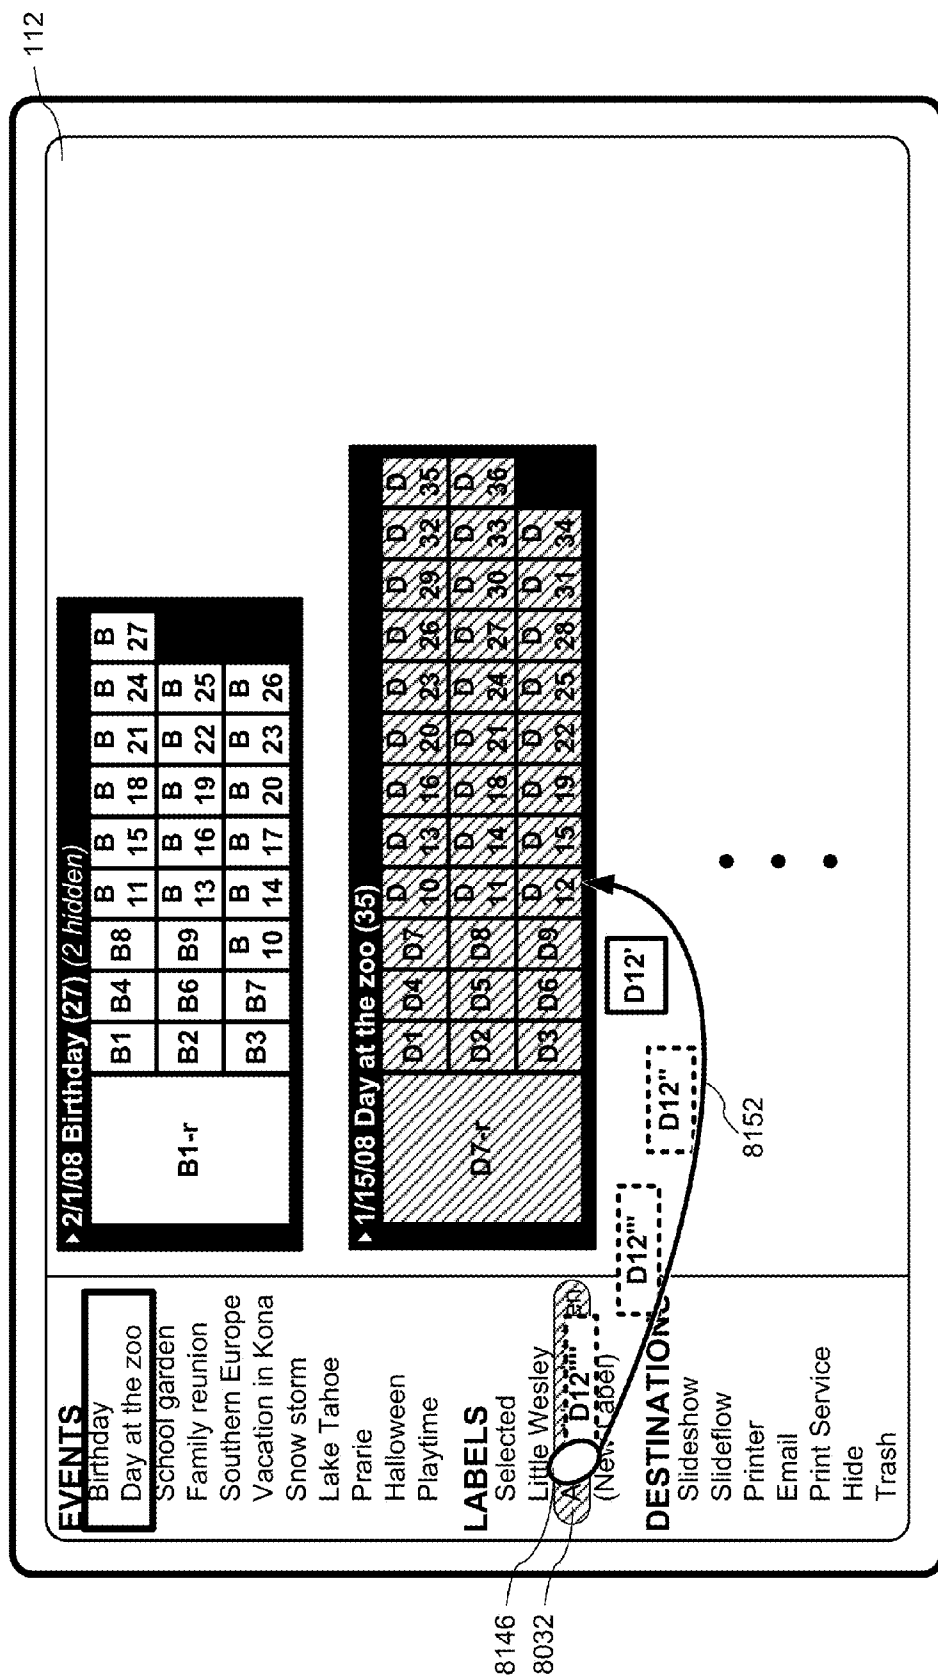 112
EVENTS
Birthday
Day at the zoo
School garden
Family reunion
Southern Europe
Vacation in Kona
Snow storm
Lake Tahoe
Prarie
Halloween
Playtime
LABELS
Selected
Little Wesley
A en
(New Label)
DESTINATIONS
Slideshow
Slideflow
Printer
Email
Print Service
Hide
Trash
8146
8032
2/1/08 Birthday (27) (2 hidden)
B1-r
B1 B4 B8 B 11 B 15 B 18 B 21 B 24 B 27
B2 B6 B9 B 13 B 16 B 19 B 22 B 25
B3 B7 B 10 B 14 B 17 B 20 B 23 B 26
1/15/08 Day at the zoo (35)
D7-r
D1 D4 D7 D 10 D 13 D 16 D 20 D 23 D 26 D 29 D 32 D 35
D2 D5 D8 D 11 D 14 D 18 D 21 D 24 D 27 D 30 D 33 D 36
D3 D6 D9 D 12 D 15 D 19 D 22 D 25 D 28 D 31 D 34
D12'
D12''
D12'''
D12''''
8152